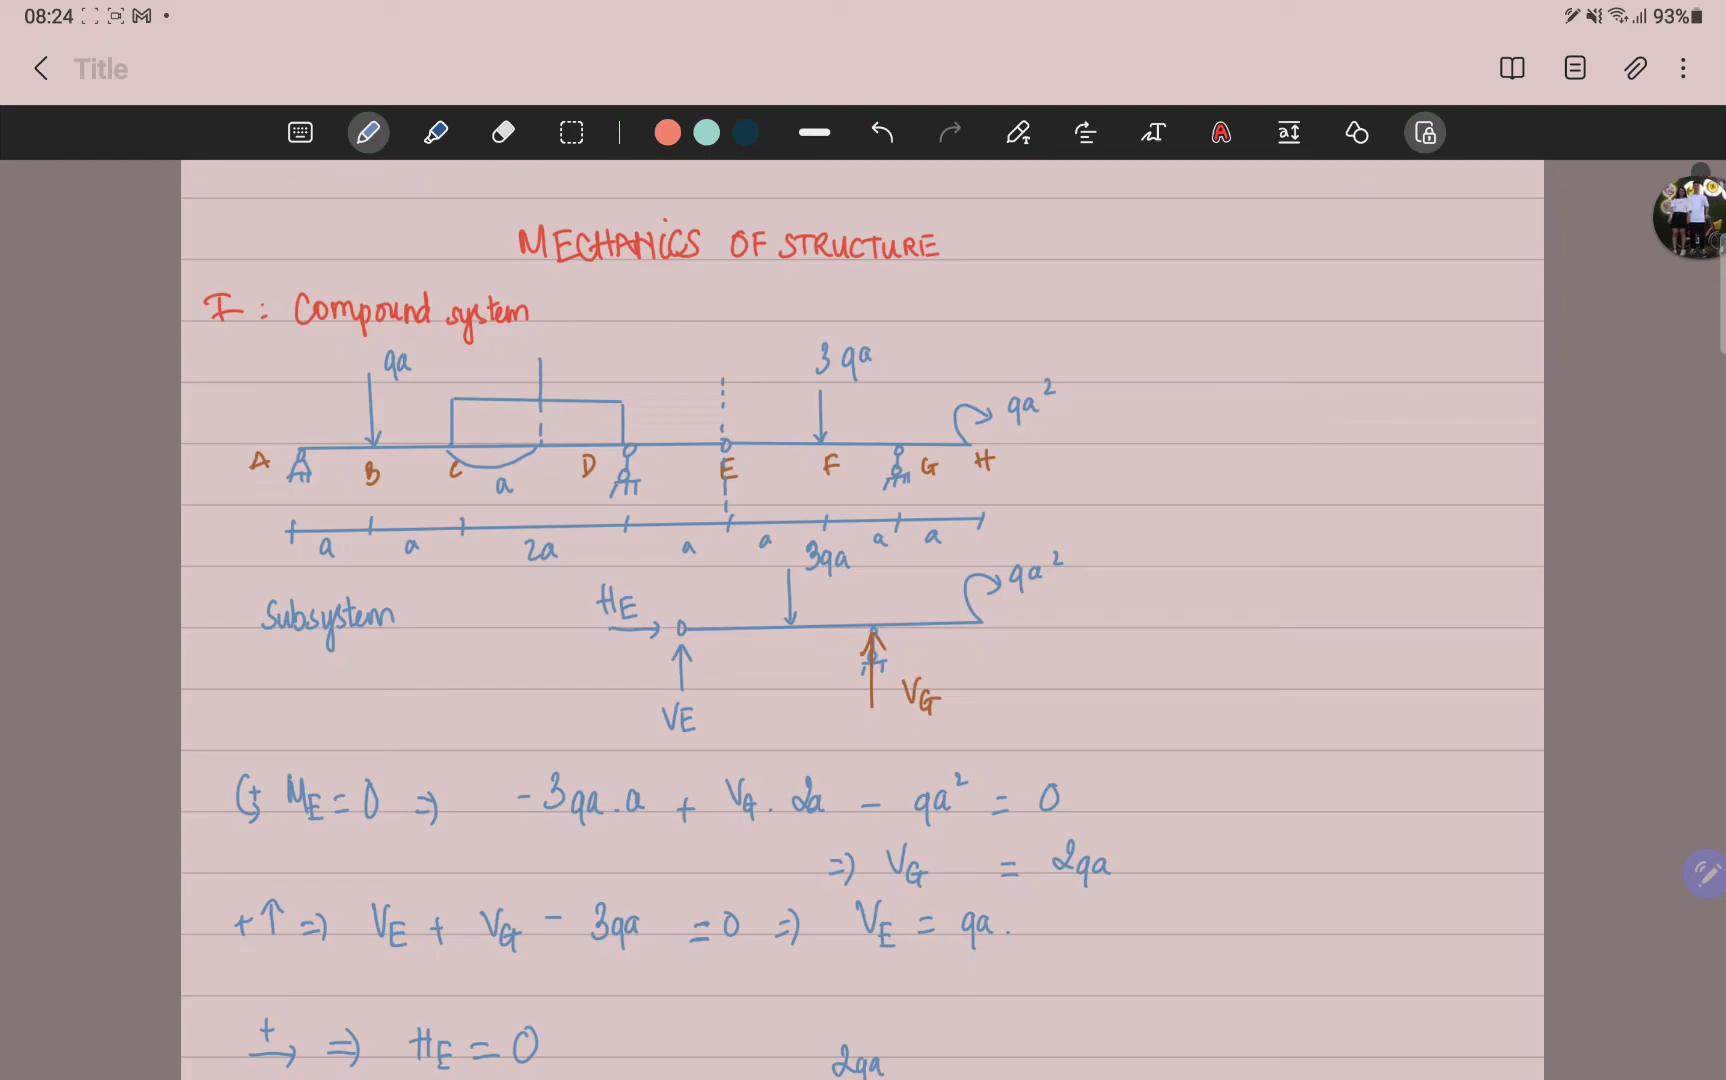 08:24 93%
Title
MECHANICS OF STRUCTURE
I : Compound system
qa 3 qa qa²
A B C D E F G H
a
a a 2a a a a a
3qa qa²
Subsystem HE
VG
VE
+ ME = 0 => - 3qa . a + VG . 2a - qa² = 0
=> VG = 2qa
+ ↑ => VE + VG - 3qa = 0 => VE = qa .
+ → => HE = 0
2qa